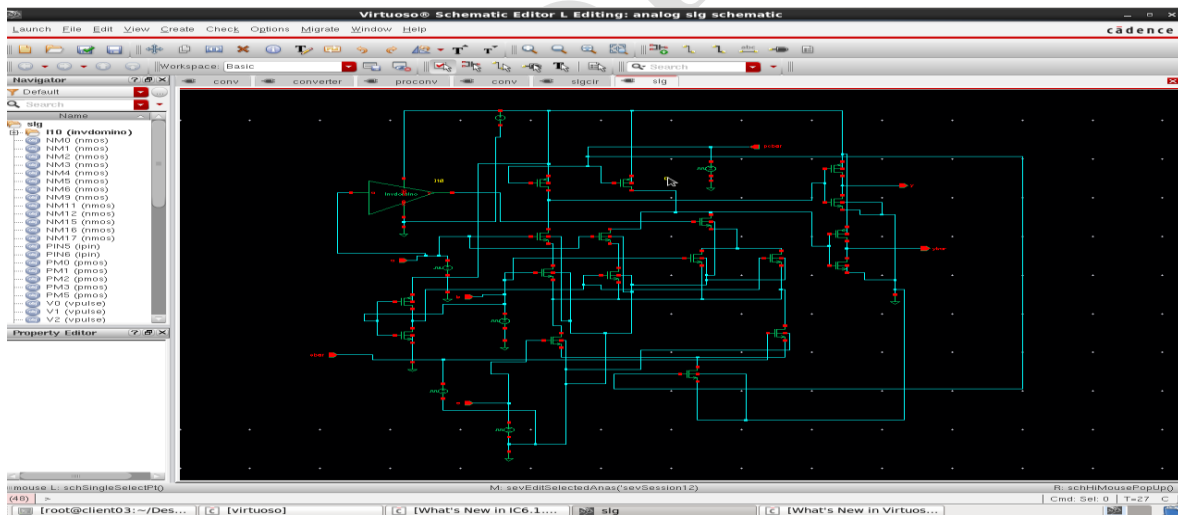 Virtuoso® Schematic Editor L Editing: analog slg schematic
Launch File Edit View Create Check Options Migrate Window Help
cādence
Workspace: Basic
Search
Navigator
conv
converter
proconv
conv
slgcir
slg
Default
Search
Name
slg
I10 (invdomino)
NM0 (nmos)
NM1 (nmos)
NM2 (nmos)
NM3 (nmos)
NM4 (nmos)
NM5 (nmos)
NM6 (nmos)
NM9 (nmos)
NM11 (nmos)
NM12 (nmos)
NM15 (nmos)
NM16 (nmos)
NM17 (nmos)
PIN5 (ipin)
PIN6 (ipin)
PM0 (pmos)
PM1 (pmos)
PM2 (pmos)
PM3 (pmos)
PM5 (pmos)
V0 (vpulse)
V1 (vpulse)
V2 (vpulse)
Property Editor
I10
invdomino
mouse L: schSingleSelectPt()
M: sevEditSelectedAnas('sevSession12)
R: schHiMousePopUp()
(48) >
Cmd: Sel: 0 T=27 C
[root@client03:~/Des...
[virtuoso]
[What's New in IC6.1....
slg
[What's New in Virtuos...